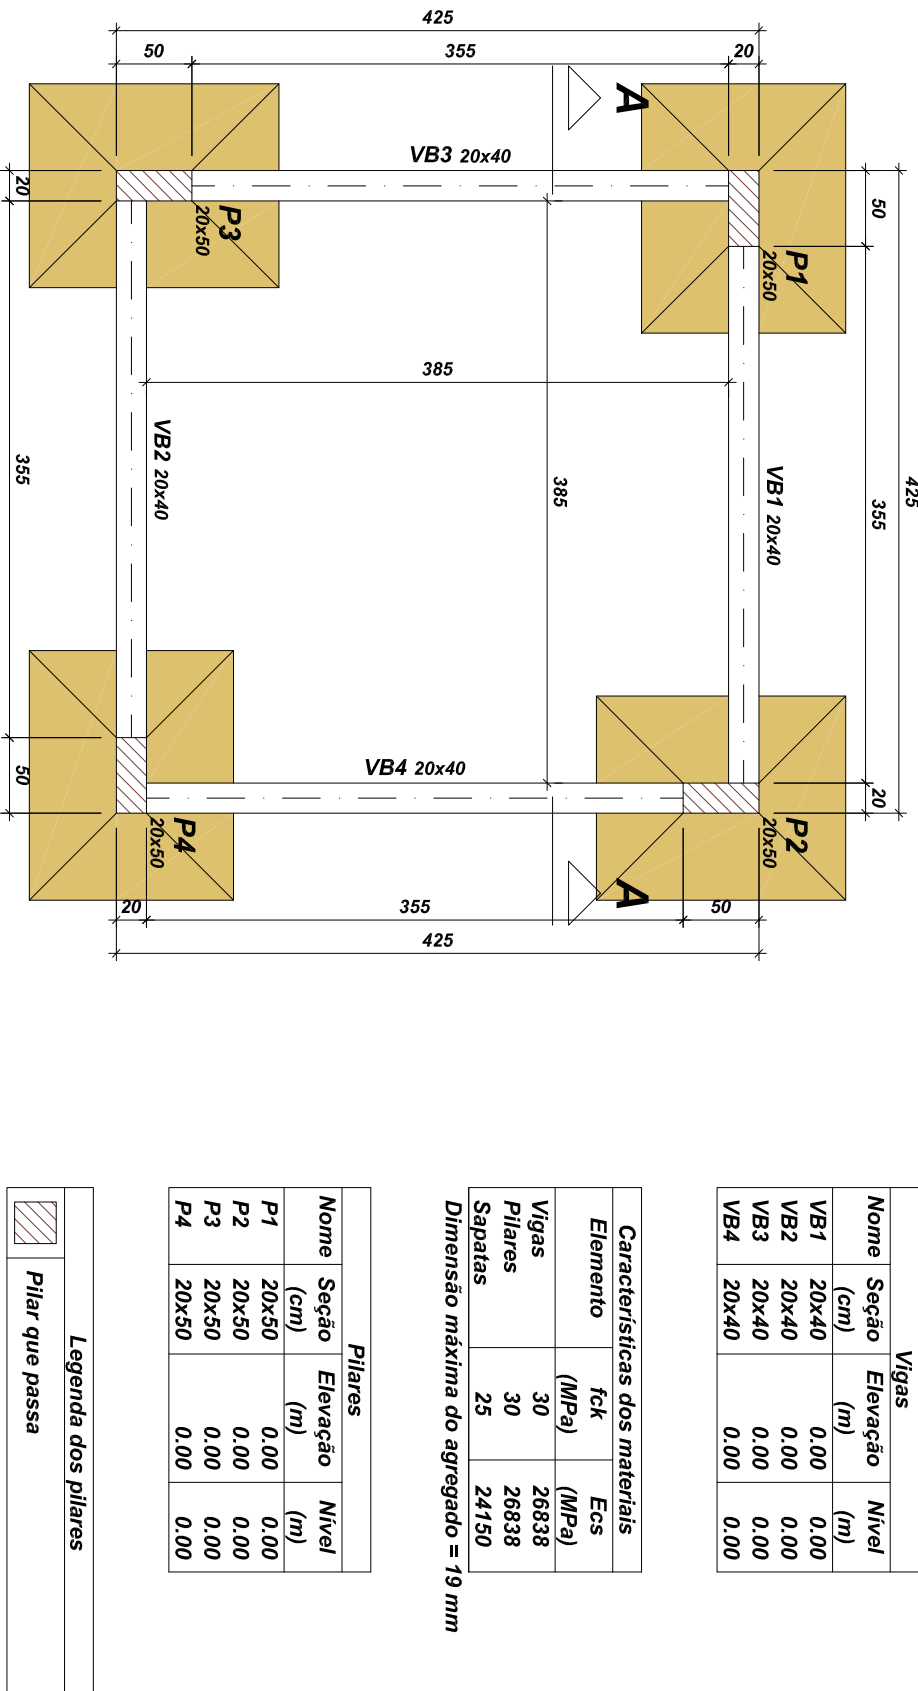 425
50
355
20
A
VB3 20x40
P3
20x50
P1
20x50
20
50
385
VB2 20x40
VB1 20x40
385
355
355
425
VB4 20x40
P4
20x50
P2
20x50
A
50
20
20
355
50
425
Vigas
Nome Seção Elevação Nível
(cm) (m) (m)
VB1 20x40 0.00 0.00
VB2 20x40 0.00 0.00
VB3 20x40 0.00 0.00
VB4 20x40 0.00 0.00
Características dos materiais
Elemento fck Ecs
(MPa) (MPa)
Vigas 30 26838
Pilares 30 26838
Sapatas 25 24150
Dimensão máxima do agregado = 19 mm
Pilares
Nome Seção Elevação Nível
(cm) (m) (m)
P1 20x50 0.00 0.00
P2 20x50 0.00 0.00
P3 20x50 0.00 0.00
P4 20x50 0.00 0.00
Legenda dos pilares
Pilar que passa